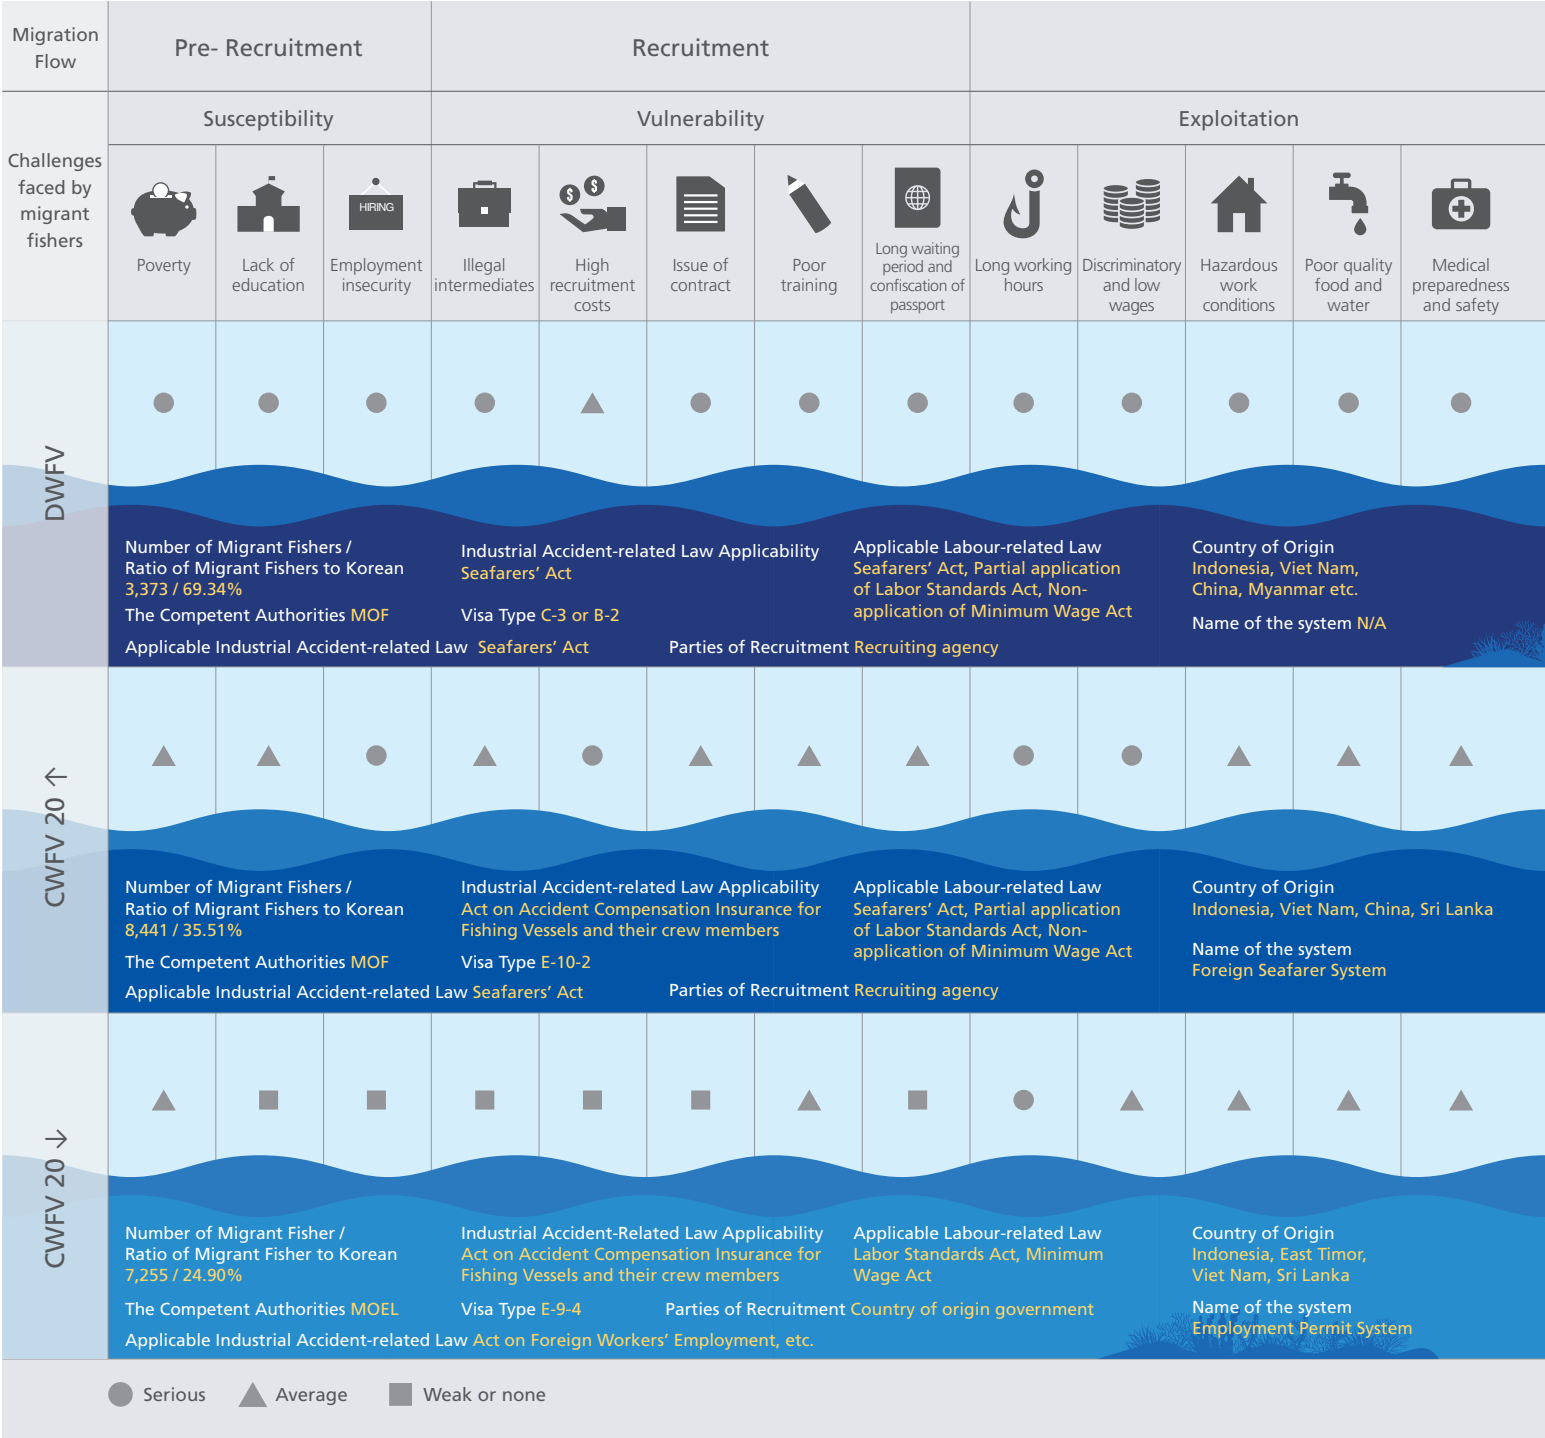 Migration
Flow
Pre- Recruitment
Recruitment
Challenges
faced by
migrant
fishers
Susceptibility
Vulnerability
Exploitation
HIRING
Poverty
Lack of
education
Employment
insecurity
Illegal
intermediates
$ $
High
recruitment
costs
Issue of
contract
Poor
training
Long waiting
period and
confiscation of
passport
Long working
hours
Discriminatory
and low
wages
Hazardous
work
conditions
Poor quality
food and
water
Medical
preparedness
and safety
DWFV
Number of Migrant Fishers /
Ratio of Migrant Fishers to Korean
3,373 / 69.34%
The Competent Authorities MOF
Applicable Industrial Accident-related Law Seafarers’ Act
Industrial Accident-related Law Applicability
Seafarers’ Act
Visa Type C-3 or B-2
Parties of Recruitment Recruiting agency
Applicable Labour-related Law
Seafarers’ Act, Partial application
of Labor Standards Act, Non-
application of Minimum Wage Act
Country of Origin
Indonesia, Viet Nam,
China, Myanmar etc.
Name of the system N/A
CWFV 20 ↑
Number of Migrant Fishers /
Ratio of Migrant Fishers to Korean
8,441 / 35.51%
The Competent Authorities MOF
Applicable Industrial Accident-related Law Seafarers’ Act
Industrial Accident-related Law Applicability
Act on Accident Compensation Insurance for
Fishing Vessels and their crew members
Visa Type E-10-2
Parties of Recruitment Recruiting agency
Applicable Labour-related Law
Seafarers’ Act, Partial application
of Labor Standards Act, Non-
application of Minimum Wage Act
Country of Origin
Indonesia, Viet Nam, China, Sri Lanka
Name of the system
Foreign Seafarer System
CWFV 20 ↓
Number of Migrant Fisher /
Ratio of Migrant Fisher to Korean
7,255 / 24.90%
The Competent Authorities MOEL
Applicable Industrial Accident-related Law Act on Foreign Workers’ Employment, etc.
Industrial Accident-Related Law Applicability
Act on Accident Compensation Insurance for
Fishing Vessels and their crew members
Visa Type E-9-4
Parties of Recruitment Country of origin government
Applicable Labour-related Law
Labor Standards Act, Minimum
Wage Act
Country of Origin
Indonesia, East Timor,
Viet Nam, Sri Lanka
Name of the system
Employment Permit System
Serious
Average
Weak or none